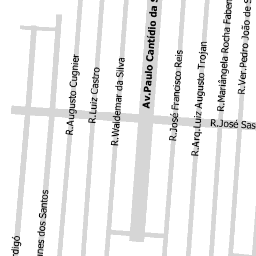 R.Augusto Cugnier
R.Luiz Castro
R.Waldemar da Silva
Av.Paulo Cantídio da S
R.José Francisco Reis
R.Arq.Luiz Augusto Trojan
R.Mariângela Rocha Faber
R.Ver.Pedro João de S
R.José Sas
digó
unes dos Santos